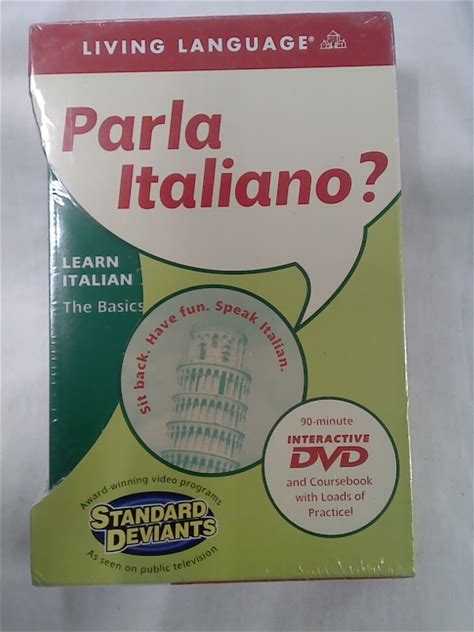 LIVING LANGUAGE®
Parla
Italiano?
LEARN
ITALIAN
The Basics
Sit back. Have fun. Speak Italian.
90-minute
INTERACTIVE
DVD
and Coursebook
with Loads of
Practice!
Award-winning video programs
STANDARD
DEVIANTS
As seen on public television